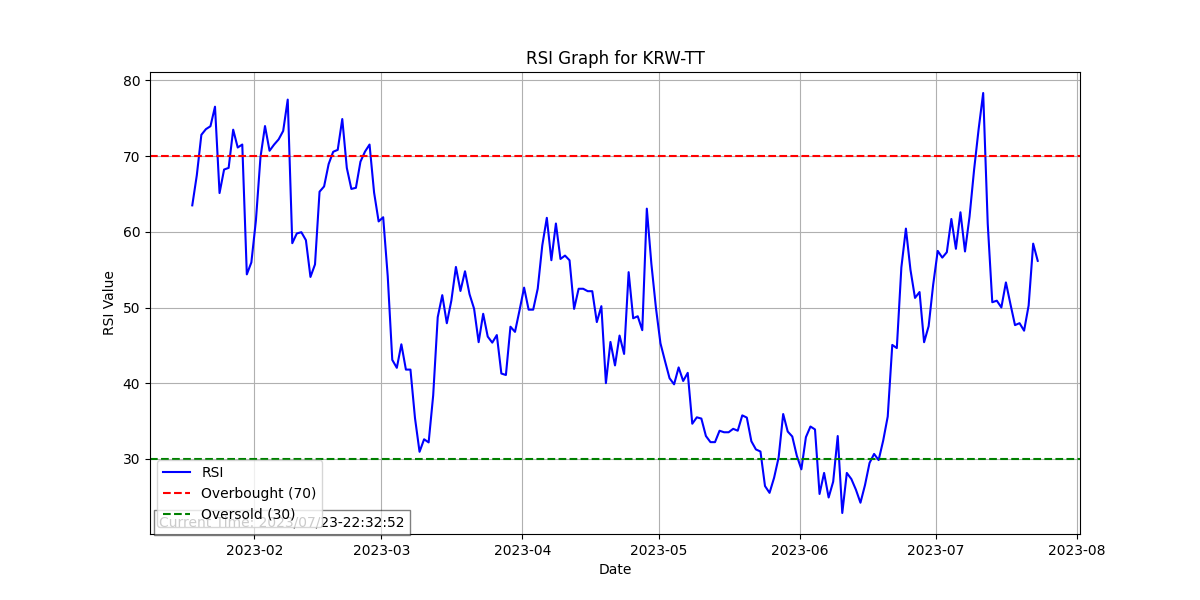 RSI Graph for KRW-TT
RSI Value
80
70
60
50
40
30
RSI
Overbought (70)
Oversold (30)
Current Time: 2023/07/23-22:32:52
2023-02
2023-03
2023-04
2023-05
2023-06
2023-07
2023-08
Date